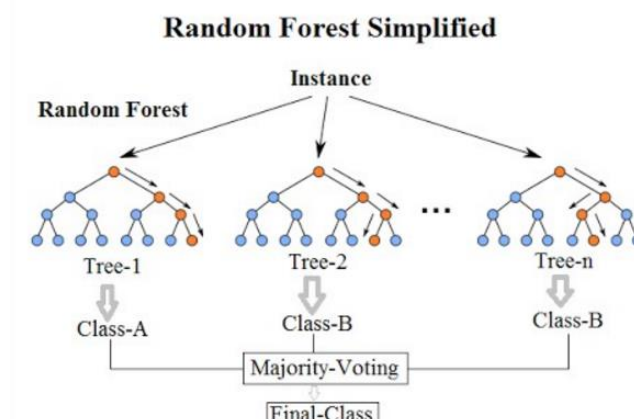 Random Forest Simplified
Instance
Random Forest
...
Tree-1
Tree-2
Tree-n
Class-A
Class-B
Class-B
Majority-Voting
Final-Class